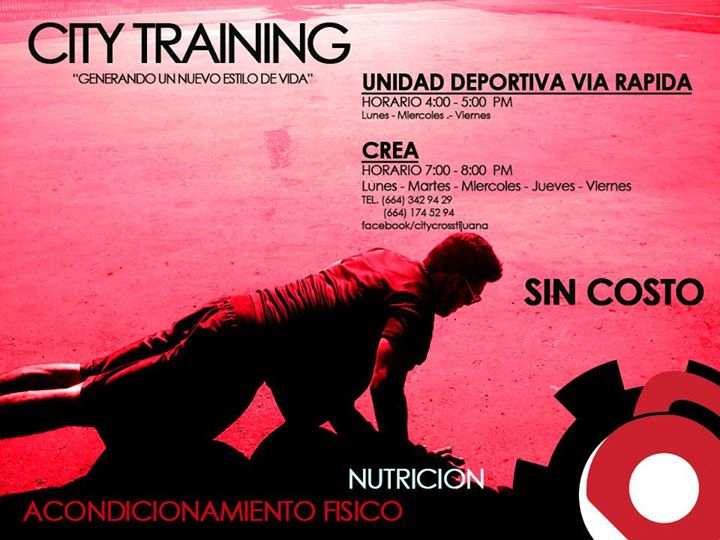 CITY TRAINING
“GENERANDO UN NUEVO ESTILO DE VIDA”
UNIDAD DEPORTIVA VIA RAPIDA
HORARIO 4:00 - 5:00 PM
Lunes - Miercoles .- Viernes
CREA
HORARIO 7:00 - 8:00 PM
Lunes - Martes - Miercoles - Jueves - Viernes
TEL. (664) 342 94 29
(664) 174 52 94
facebook/citycrosstijuana
SIN COSTO
NUTRICION
ACONDICIONAMIENTO FISICO